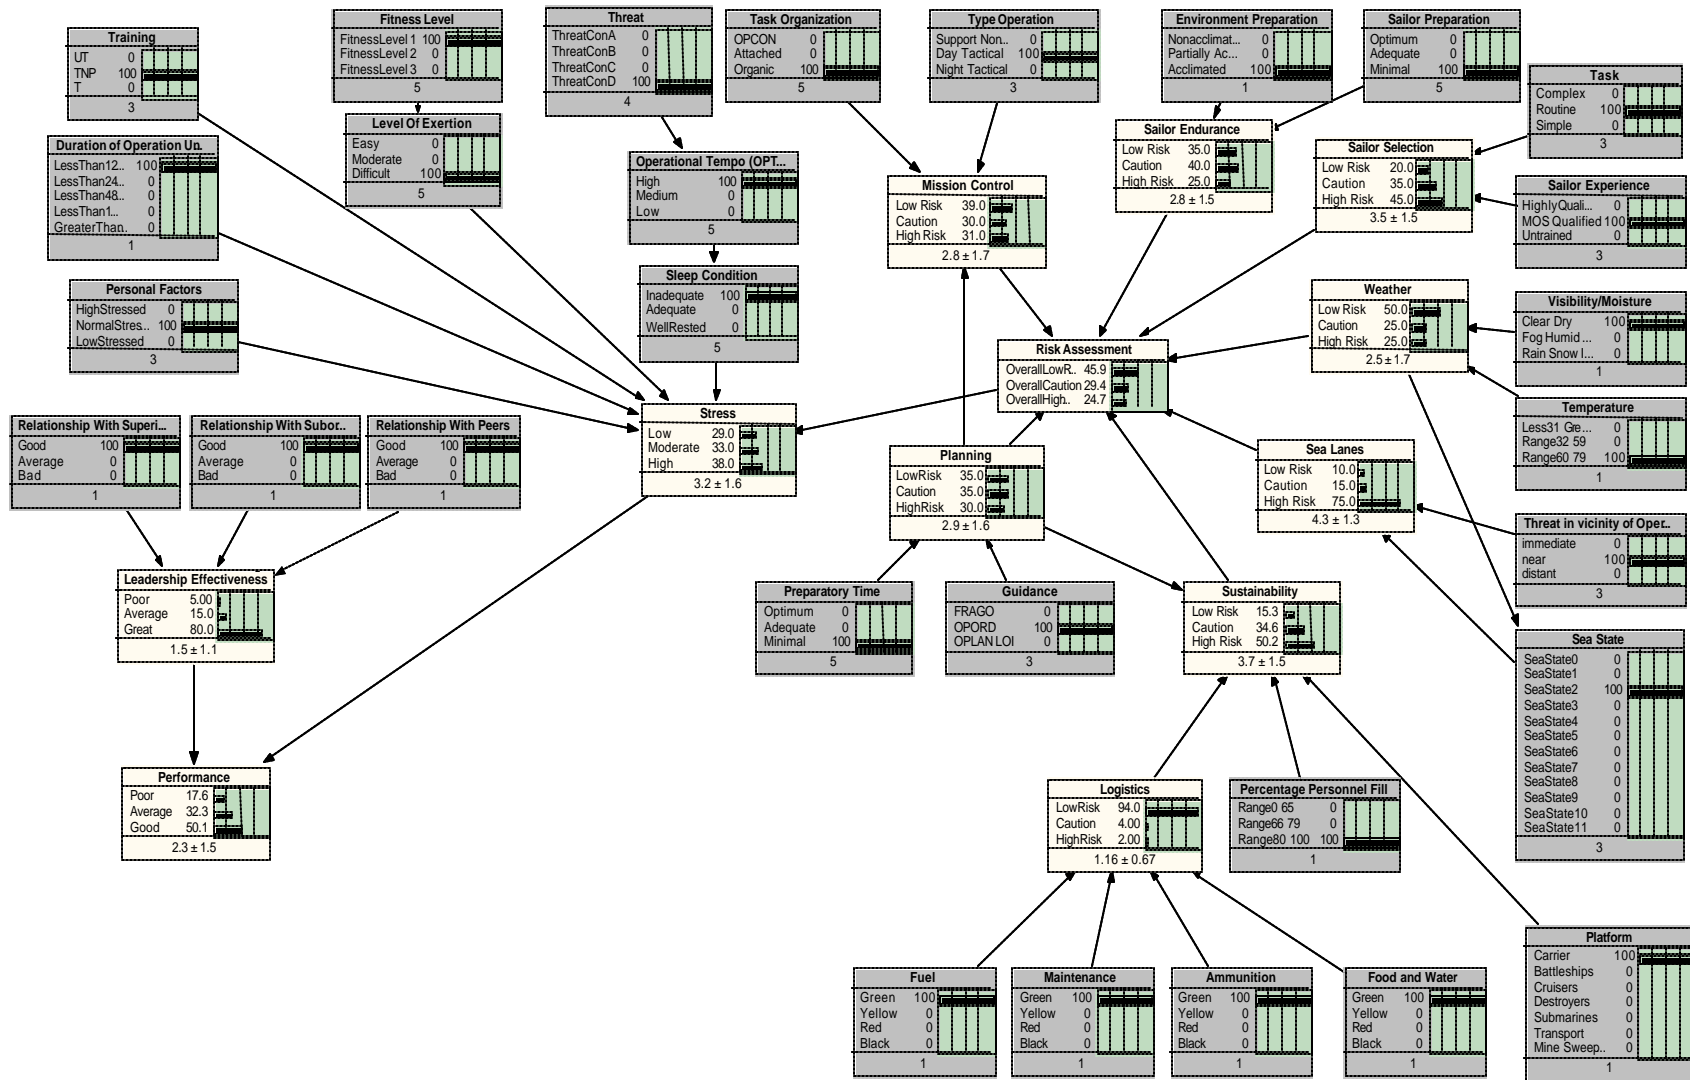 Training
UT 0
TNP 100
T 0
3
Fitness Level
FitnessLevel 1 100
FitnessLevel 2 0
FitnessLevel 3 0
5
Threat
ThreatConA 0
ThreatConB 0
ThreatConC 0
ThreatConD 100
4
Task Organization
OPCON 0
Attached 0
Organic 100
5
Type Operation
Support Non.. 0
Day Tactical 100
Night Tactical 0
3
Environment Preparation
Nonacclimat... 0
Partially Ac... 0
Acclimated 100
1
Sailor Preparation
Optimum 0
Adequate 0
Minimal 100
5
Task
Complex 0
Routine 100
Simple 0
3
Duration of Operation Un..
LessThan12... 100
LessThan24... 0
LessThan48... 0
LessThan1... 0
GreaterThan.. 0
1
Level Of Exertion
Easy 0
Moderate 0
Difficult 100
5
Operational Tempo (OPT...
High 100
Medium 0
Low 0
5
Mission Control
Low Risk 39.0
Caution 30.0
High Risk 31.0
2.8 ± 1.7
Sailor Endurance
Low Risk 35.0
Caution 40.0
High Risk 25.0
2.8 ± 1.5
Sailor Selection
Low Risk 20.0
Caution 35.0
High Risk 45.0
3.5 ± 1.5
Sailor Experience
HighlyQuali... 0
MOS Qualified 100
Untrained 0
3
Personal Factors
HighStressed 0
NormalStres... 100
LowStressed 0
3
Sleep Condition
Inadequate 100
Adequate 0
WellRested 0
5
Weather
Low Risk 50.0
Caution 25.0
High Risk 25.0
2.5 ± 1.7
Visibility/Moisture
Clear Dry 100
Fog Humid ... 0
Rain Snow I... 0
1
Risk Assessment
OverallLowR.. 45.9
OverallCaution 29.4
OverallHigh.. 24.7
Temperature
Less31 Gre... 0
Range32 59 0
Range60 79 100
1
Relationship With Superi...
Good 100
Average 0
Bad 0
1
Relationship With Subor...
Good 100
Average 0
Bad 0
1
Relationship With Peers
Good 100
Average 0
Bad 0
1
Stress
Low 29.0
Moderate 33.0
High 38.0
3.2 ± 1.6
Planning
LowRisk 35.0
Caution 35.0
HighRisk 30.0
2.9 ± 1.6
Sea Lanes
Low Risk 10.0
Caution 15.0
High Risk 75.0
4.3 ± 1.3
Threat in vicinity of Oper...
immediate 0
near 100
distant 0
3
Leadership Effectiveness
Poor 5.00
Average 15.0
Great 80.0
1.5 ± 1.1
Preparatory Time
Optimum 0
Adequate 0
Minimal 100
5
Guidance
FRAGO 0
OPORD 100
OPLAN LOI 0
3
Sustainability
Low Risk 15.3
Caution 34.6
High Risk 50.2
3.7 ± 1.5
Sea State
SeaState0 0
SeaState1 0
SeaState2 100
SeaState3 0
SeaState4 0
SeaState5 0
SeaState6 0
SeaState7 0
SeaState8 0
SeaState9 0
SeaState10 0
SeaState11 0
3
Performance
Poor 17.6
Average 32.3
Good 50.1
2.3 ± 1.5
Logistics
LowRisk 94.0
Caution 4.00
HighRisk 2.00
1.16 ± 0.67
Percentage Personnel Fill
Range0 65 0
Range66 79 0
Range80 100 100
1
Fuel
Green 100
Yellow 0
Red 0
Black 0
1
Maintenance
Green 100
Yellow 0
Red 0
Black 0
1
Ammunition
Green 100
Yellow 0
Red 0
Black 0
1
Food and Water
Green 100
Yellow 0
Red 0
Black 0
1
Platform
Carrier 100
Battleships 0
Cruisers 0
Destroyers 0
Submarines 0
Transport 0
Mine Sweep.. 0
1